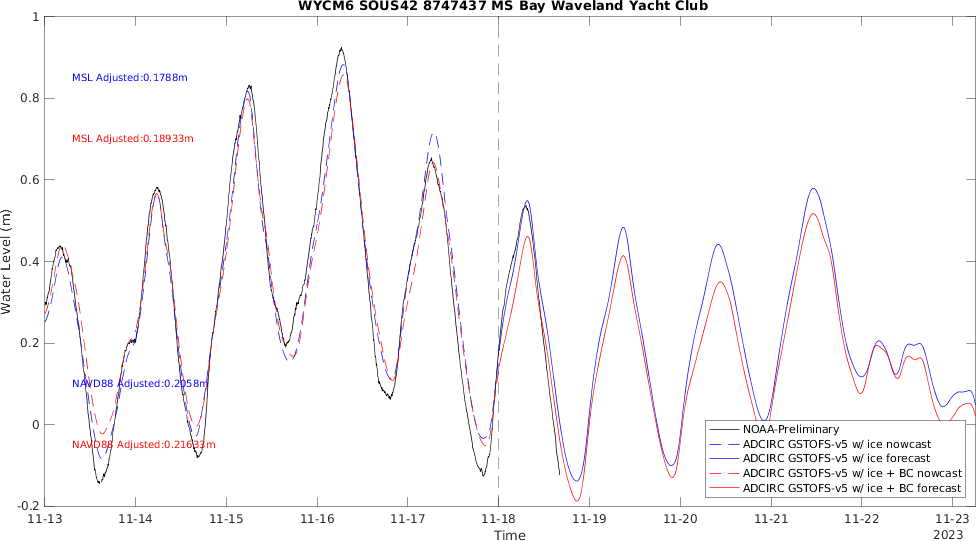 WYCM6 SOUS42 8747437 MS Bay Waveland Yacht Club
1
0.8
0.6
0.4
0.2
0
-0.2
Water Level (m)
MSL Adjusted:0.1788m
MSL Adjusted:0.18933m
NAVD88 Adjusted:0.2058m
NAVD88 Adjusted:0.21633m
NOAA-Preliminary
ADCIRC GSTOFS-v5 w/ ice nowcast
ADCIRC GSTOFS-v5 w/ ice forecast
ADCIRC GSTOFS-v5 w/ ice + BC nowcast
ADCIRC GSTOFS-v5 w/ ice + BC forecast
11-13 11-14 11-15 11-16 11-17 11-18 11-19 11-20 11-21 11-22 11-23
Time
2023